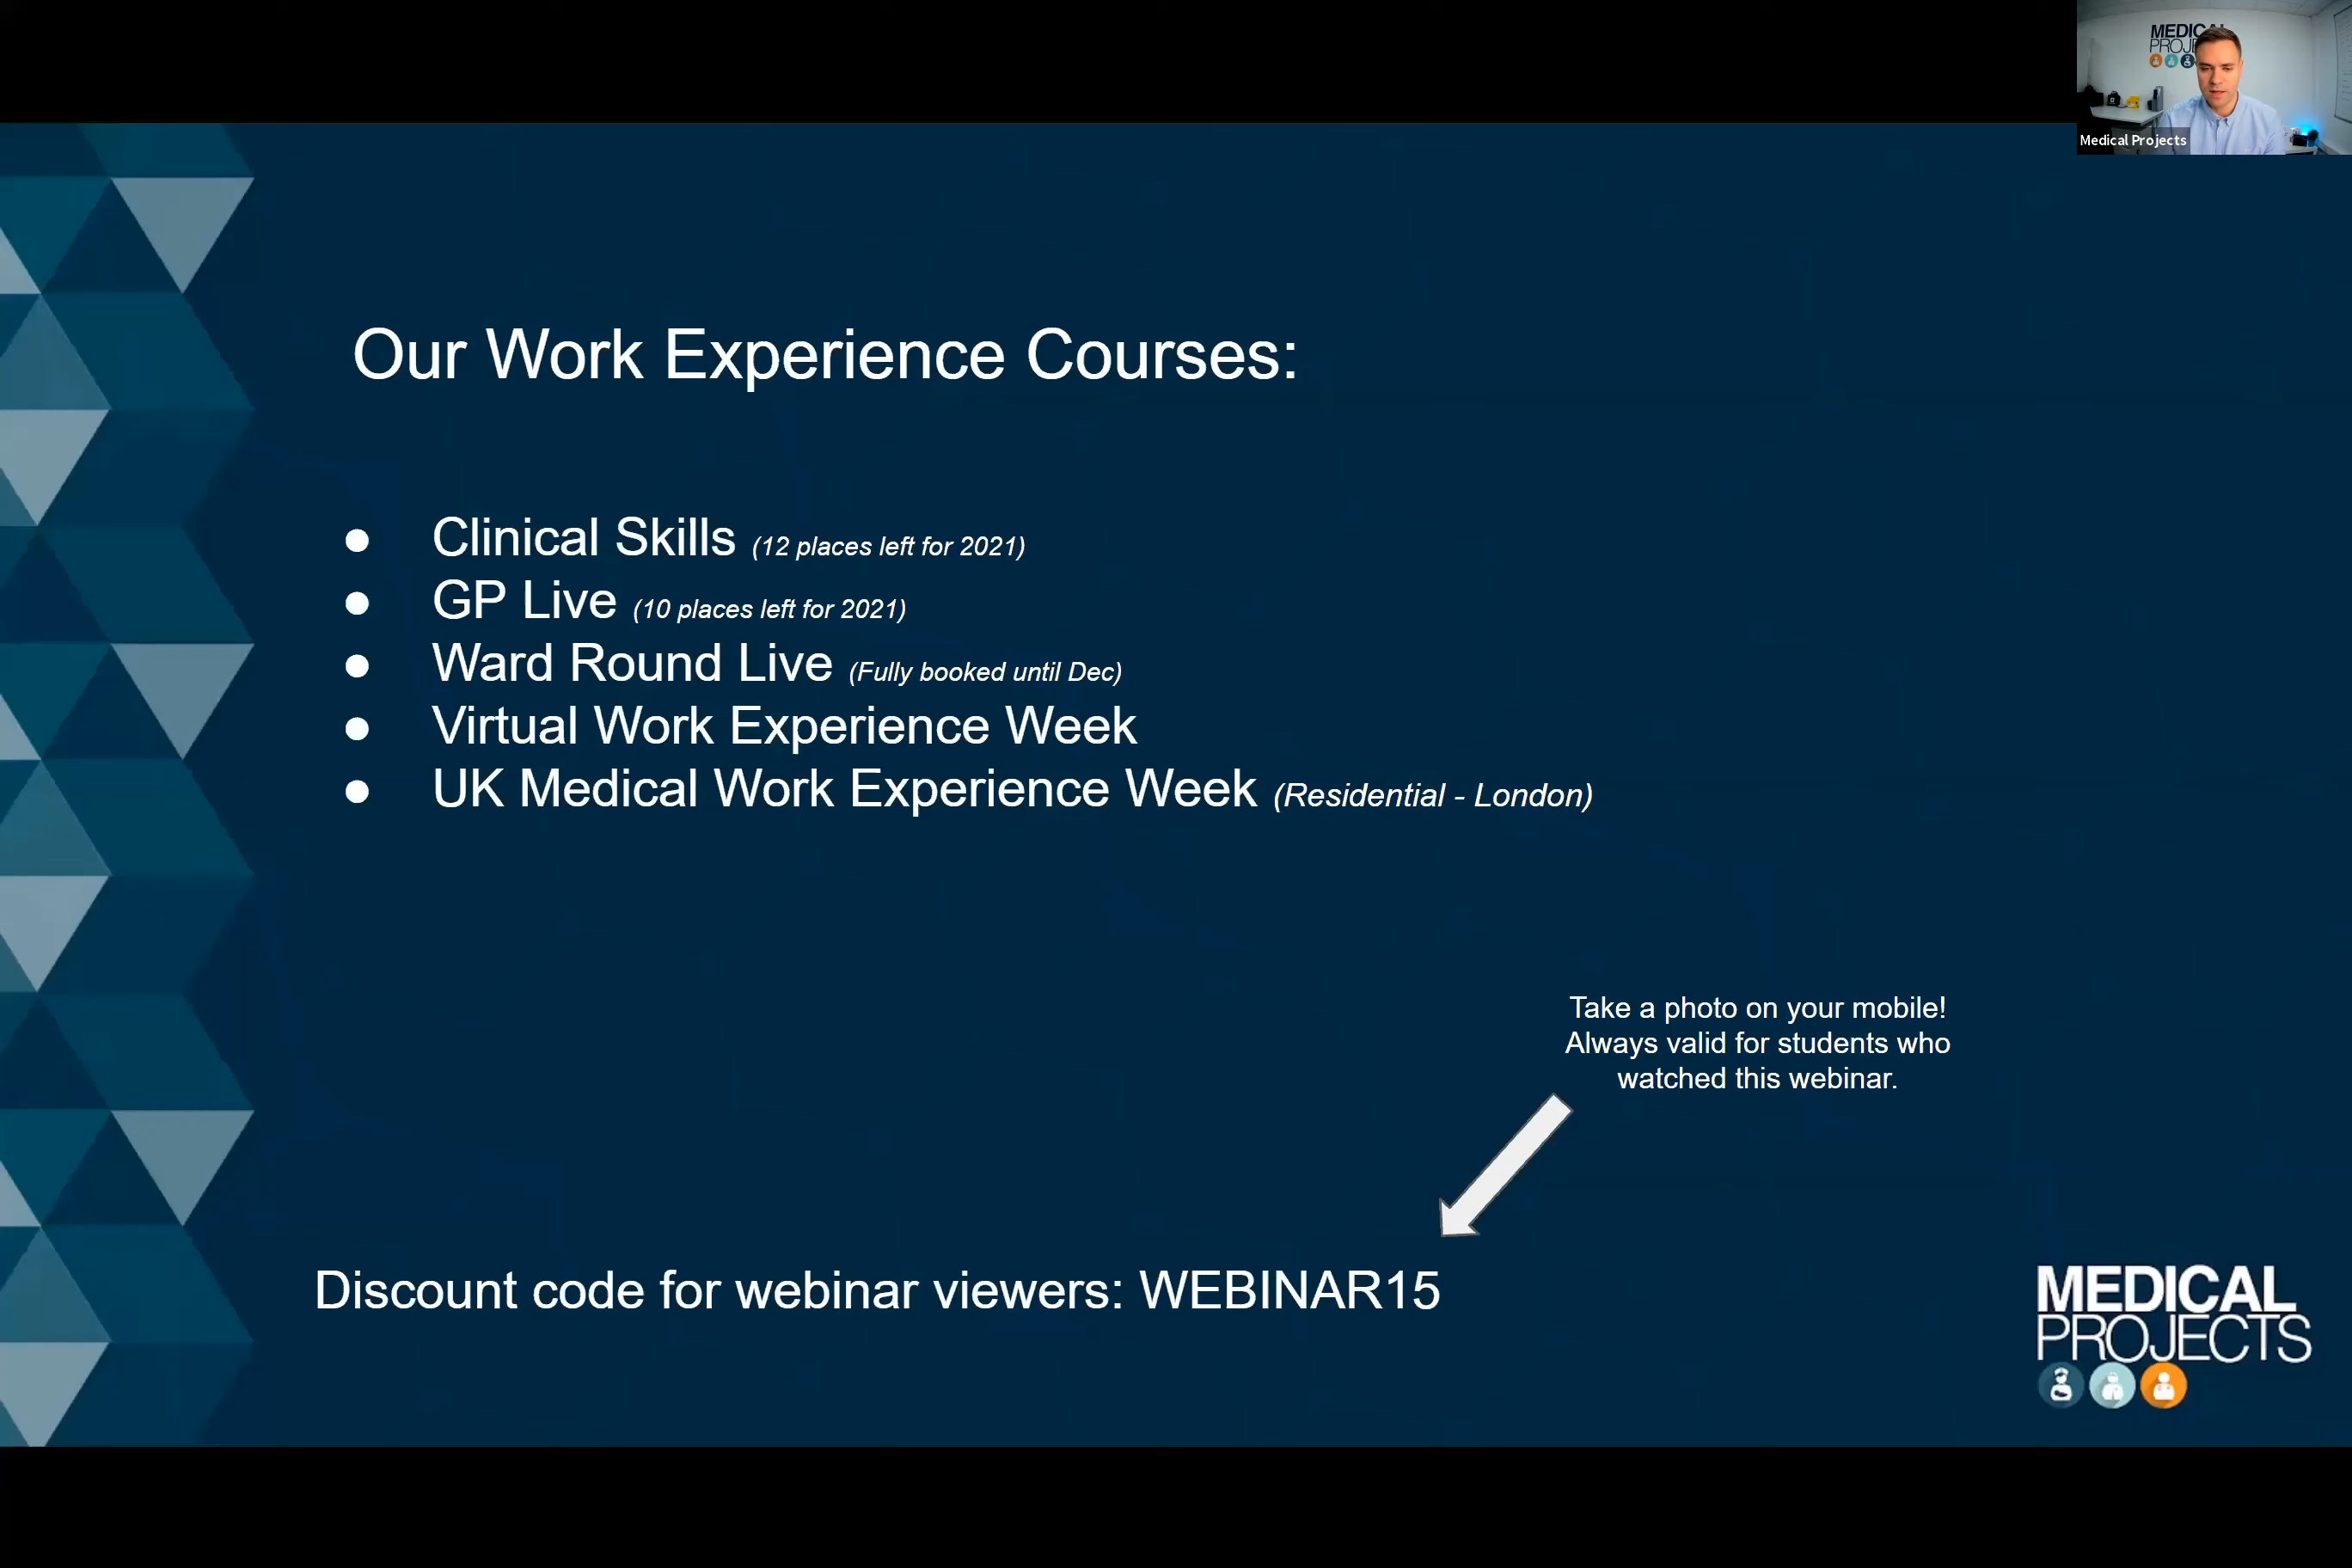 MEDICAL
Medical Projects
Our Work Experience Courses:
● Clinical Skills (12 places left for 2021)
● GP Live (10 places left for 2021)
● Ward Round Live (Fully booked until Dec)
● Virtual Work Experience Week
● UK Medical Work Experience Week (Residential - London)
Take a photo on your mobile!
Always valid for students who
watched this webinar.
Discount code for webinar viewers: WEBINAR15
MEDICAL
PROJECTS